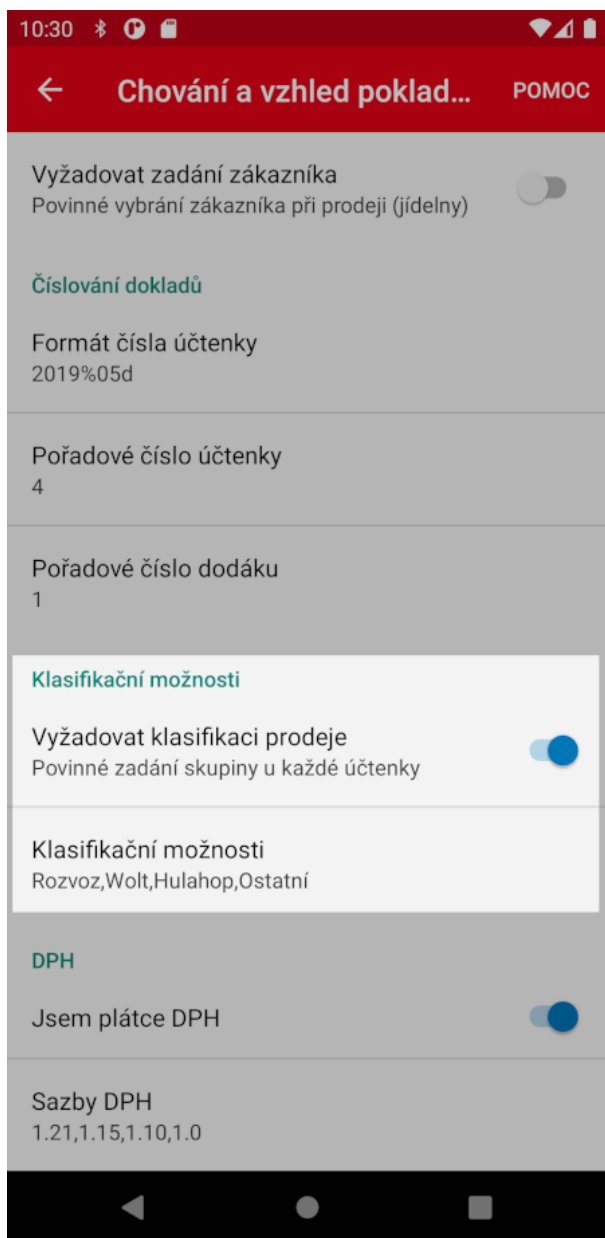 10:30
Chování a vzhled poklad... POMOC
Vyžadovat zadání zákazníka
Povinné vybrání zákazníka při prodeji (jídelny)
Číslování dokladů
Formát čísla účtenky
2019%05d
Pořadové číslo účtenky
4
Pořadové číslo dodáku
1
Klasifikační možnosti
Vyžadovat klasifikaci prodeje
Povinné zadání skupiny u každé účtenky
Klasifikační možnosti
Rozvoz,Wolt,Hulahop,Ostatní
DPH
Jsem plátce DPH
Sazby DPH
1.21,1.15,1.10,1.0